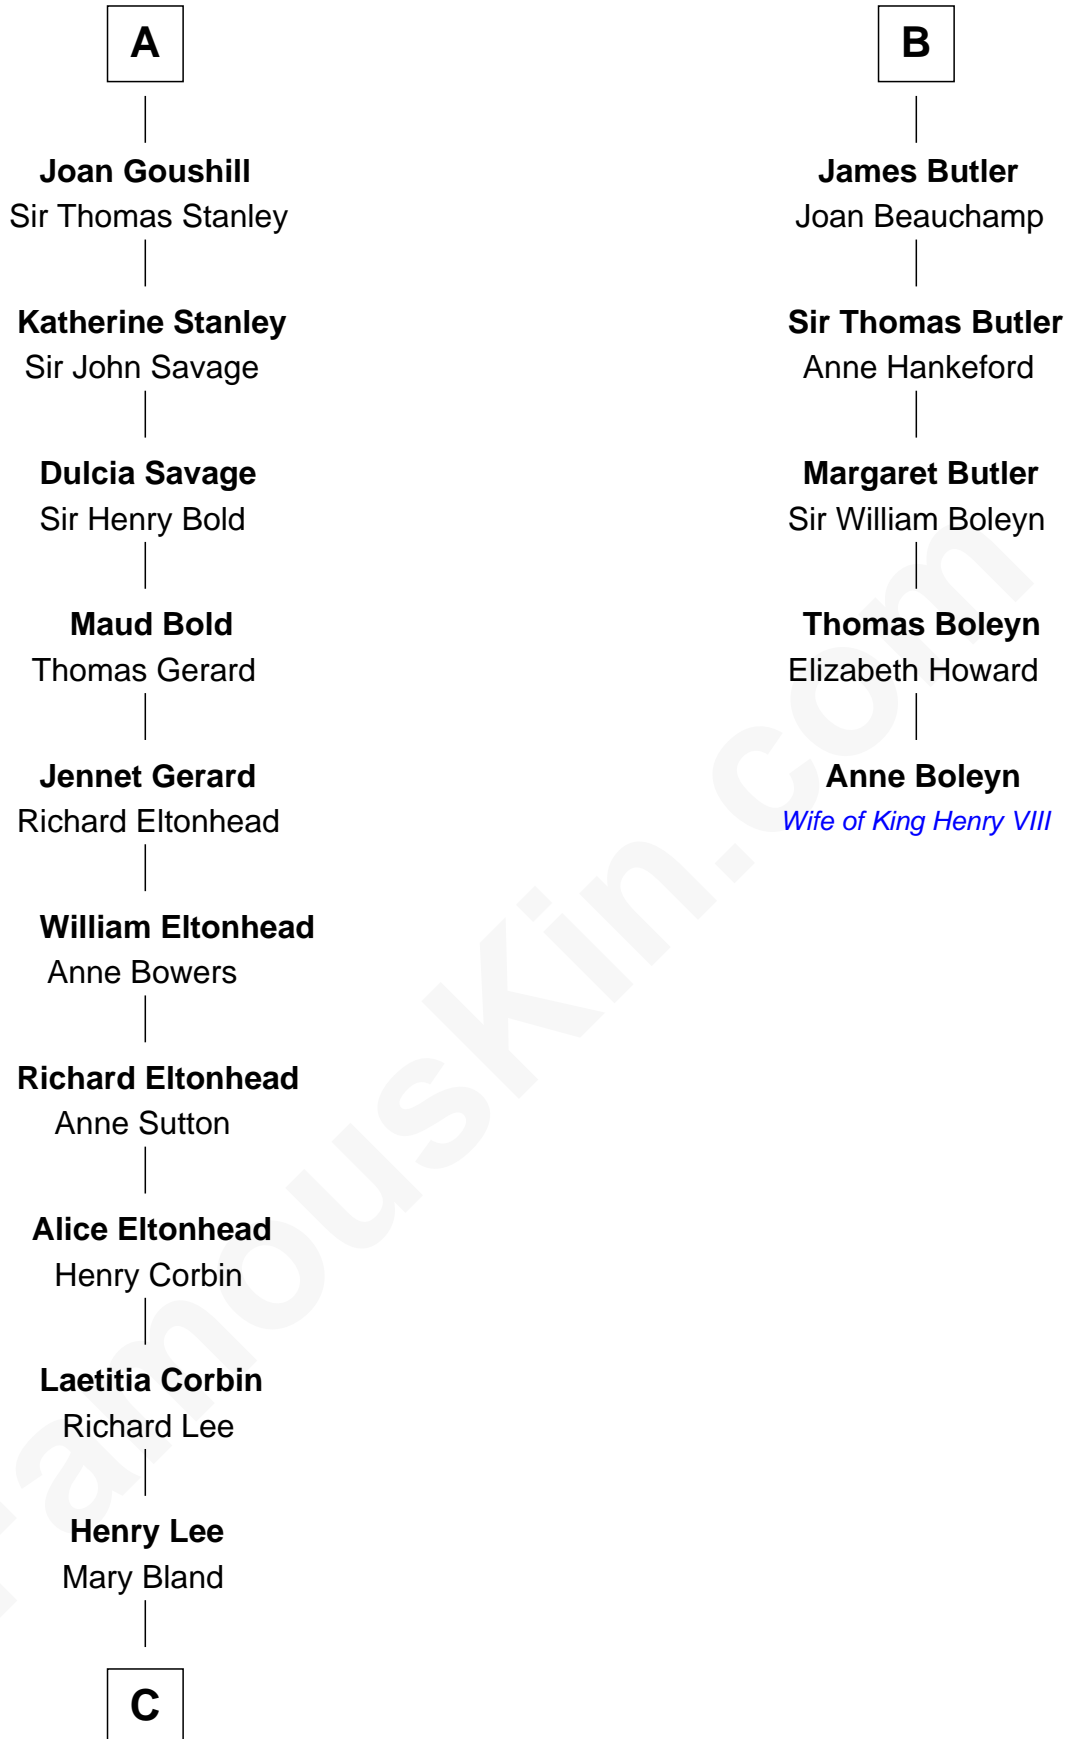 A
Joan Goushill
Sir Thomas Stanley
Katherine Stanley
Sir John Savage
Dulcia Savage
Sir Henry Bold
Maud Bold
Thomas Gerard
Jennet Gerard
Richard Eltonhead
William Eltonhead
Anne Bowers
Richard Eltonhead
Anne Sutton
Alice Eltonhead
Henry Corbin
Laetitia Corbin
Richard Lee
Henry Lee
Mary Bland
C
B
James Butler
Joan Beauchamp
Sir Thomas Butler
Anne Hankeford
Margaret Butler
Sir William Boleyn
Thomas Boleyn
Elizabeth Howard
Anne Boleyn
Wife of King Henry VIII
FamousKin.com